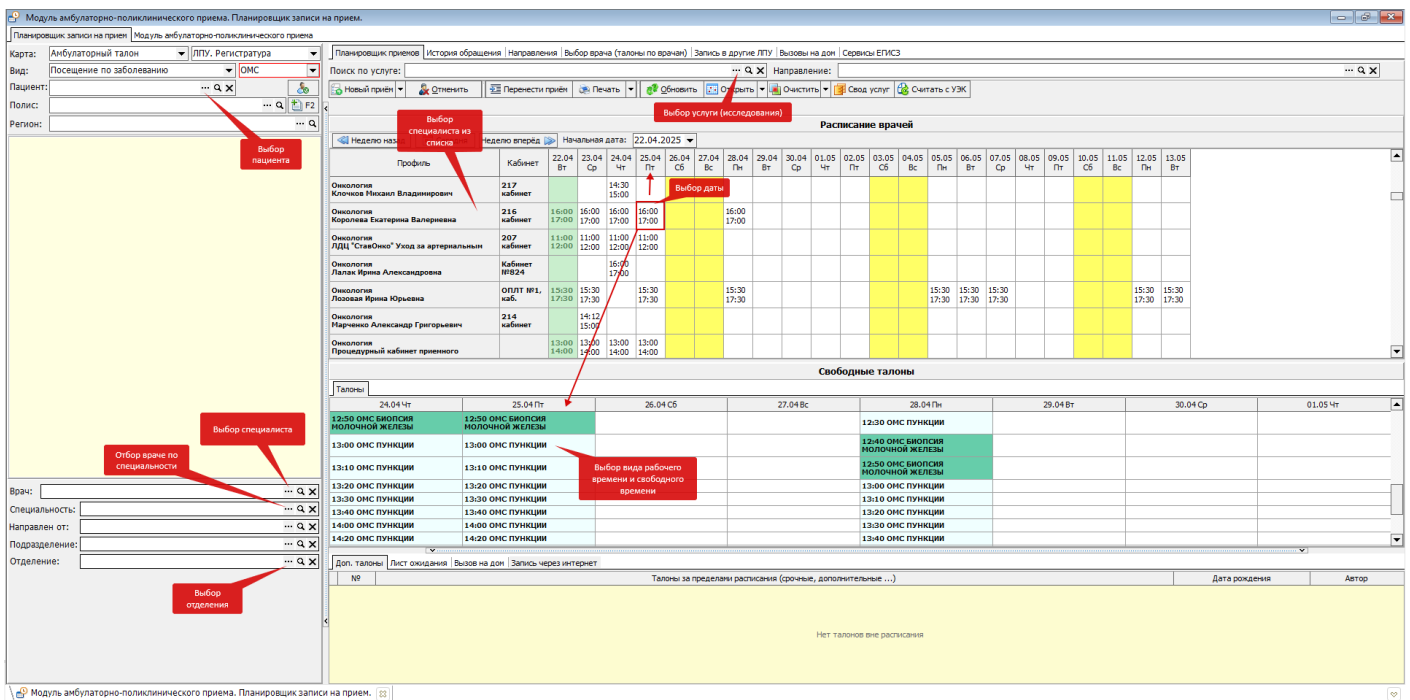 Модуль амбулаторно-поликлинического приема. Планировщик записи на прием.
Планировщик записи на прием Модуль амбулаторно-поликлинического приема
Карта: Амбулаторный талон ЛПУ. Регистратура
Вид: Посещение по заболеванию ОМС
Пациент:
Полис: F2
Регион:
Выбор
пациента
Выбор специалиста
Отбор враче по
специальности
Врач:
Специальность:
Направлен от:
Подразделение:
Отделение:
Выбор
отделения
Планировщик приемов История обращения Направления Выбор врача (талоны по врачам) Запись в другие ЛПУ Вызовы на дом Сервисы ЕГИСЗ
Поиск по услуге: Направление:
Новый приём Отменить Перенести приём Печать Обновить Открыть Очистить Свод услуг Считать с УЭК
Выбор услуги (исследования)
Выбор
специалиста из
списка
Расписание врачей
Неделю назад Неделю вперёд Начальная дата: 22.04.2025
Профиль Кабинет 22.04 23.04 24.04 25.04 26.04 27.04 28.04 29.04 30.04 01.05 02.05 03.05 04.05 05.05 06.05 07.05 08.05 09.05 10.05 11.05 12.05 13.05
Вт Ср Чт Пт Сб Вс Пн Вт Ср Чт Пт Сб Вс Пн Вт Ср Чт Пт Сб Вс Пн Вт
Выбор даты
Онкология 217 14:30
Клочков Михаил Владимирович кабинет 15:00
Онкология 216 16:00 16:00 16:00 16:00 16:00
Королева Екатерина Валериевна кабинет 17:00 17:00 17:00 17:00 17:00
Онкология 207 11:00 11:00 11:00 11:00
ЛДЦ "СтавОнко" Уход за артериальным кабинет 12:00 12:00 12:00 12:00
Онкология Кабинет 16:00
Лалак Ирина Александровна №824 17:00
Онкология ОПЛТ №1, 15:30 15:30 15:30 15:30 15:30 15:30 15:30 15:30 15:30
Лозовая Ирина Юрьевна каб. 17:30 17:30 17:30 17:30 17:30 17:30 17:30 17:30 17:30
Онкология 214 14:12
Марченко Александр Григорьевич кабинет 15:00
Онкология 13:00 13:00 13:00 13:00
Процедурный кабинет приемного 14:00 14:00 14:00 14:00
Свободные талоны
Талоны
24.04 Чт 25.04 Пт 26.04 Сб 27.04 Вс 28.04 Пн 29.04 Вт 30.04 Ср 01.05 Чт
12:50 ОМС БИОПСИЯ 12:50 ОМС БИОПСИЯ 12:30 ОМС ПУНКЦИИ
МОЛОЧНОЙ ЖЕЛЕЗЫ МОЛОЧНОЙ ЖЕЛЕЗЫ
13:00 ОМС ПУНКЦИИ 13:00 ОМС ПУНКЦИИ 12:40 ОМС БИОПСИЯ
МОЛОЧНОЙ ЖЕЛЕЗЫ
13:10 ОМС ПУНКЦИИ 13:10 ОМС ПУНКЦИИ 12:50 ОМС БИОПСИЯ
МОЛОЧНОЙ ЖЕЛЕЗЫ
13:20 ОМС ПУНКЦИИ 13:20 ОМС ПУНКЦИИ 13:00 ОМС ПУНКЦИИ
13:30 ОМС ПУНКЦИИ 13:30 ОМС ПУНКЦИИ 13:10 ОМС ПУНКЦИИ
13:40 ОМС ПУНКЦИИ 13:40 ОМС ПУНКЦИИ 13:20 ОМС ПУНКЦИИ
14:00 ОМС ПУНКЦИИ 14:00 ОМС ПУНКЦИИ 13:30 ОМС ПУНКЦИИ
14:20 ОМС ПУНКЦИИ 14:20 ОМС ПУНКЦИИ 13:40 ОМС ПУНКЦИИ
Выбор вида рабочего
времени и свободного
времени
Доп. талоны Лист ожидания Вызов на дом Запись через интернет
№ Талоны за пределами расписания (срочные, дополнительные ...) Дата рождения Автор
Нет талонов вне расписания
Модуль амбулаторно-поликлинического приема. Планировщик записи на прием.